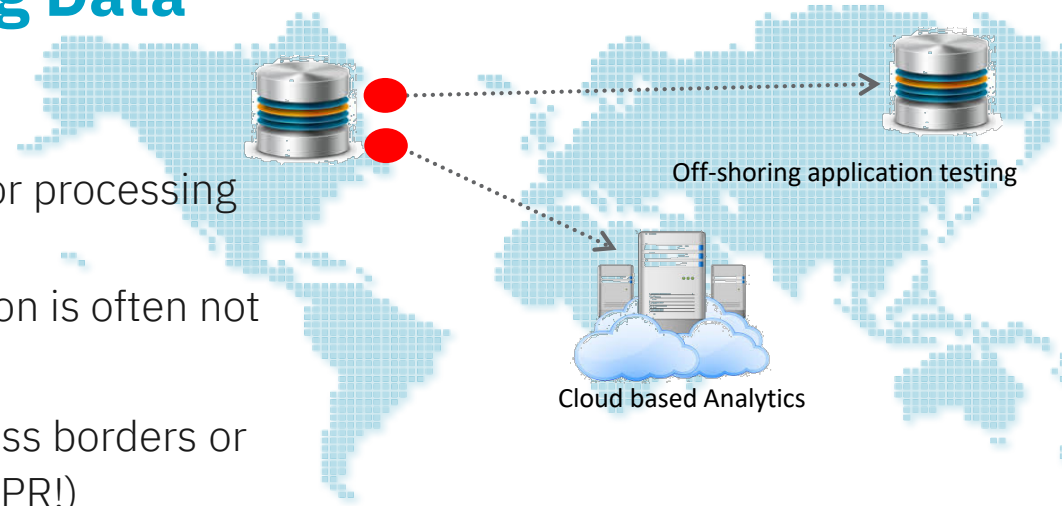 g Data
or processing
on is often not
ss borders or
PR!)
Off-shoring application testing
Cloud based Analytics